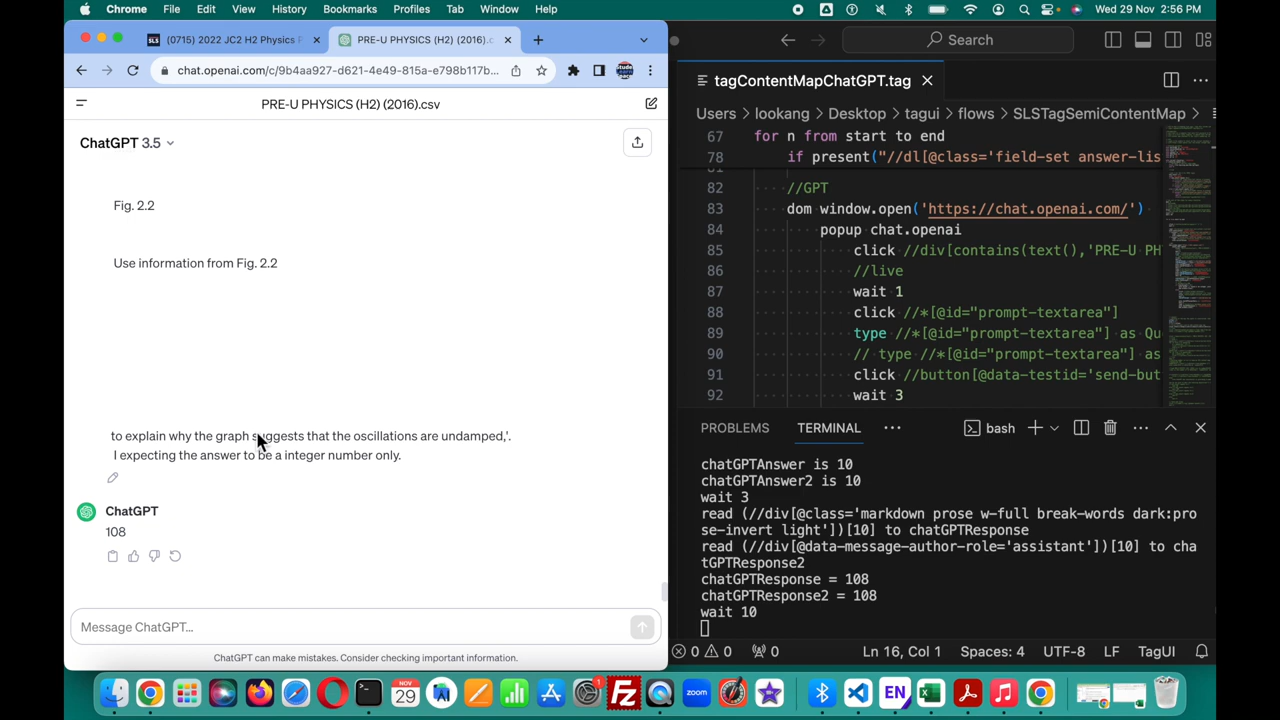 Chrome File Edit View History Bookmarks Profiles Tab Window Help
Wed 29 Nov 2:56 PM
SLS (0715) 2022 JC2 H2 Physics P
PRE-U PHYSICS (H2) (2016).c
chat.openai.com/c/9b4aa927-d621-4e49-815a-e798b117b...
PRE-U PHYSICS (H2) (2016).csv
ChatGPT 3.5
Fig. 2.2
Use information from Fig. 2.2
to explain why the graph suggests that the oscillations are undamped,'.
I expecting the answer to be a integer number only.
ChatGPT
108
Message ChatGPT...
ChatGPT can make mistakes. Consider checking important information.
Search
tagContentMapChatGPT.tag
Users > lookang > Desktop > tagui > flows > SLSTagSemiContentMap >
67 for n from start to end
78 if present("//dl[@class='field-set answer-lis
82 //GPT
83 dom window.open('https://chat.openai.com/')
84 popup chat.openai
85 click //div[contains(text(),'PRE-U PH
86 //live
87 wait 1
88 click //*[@id="prompt-textarea"]
89 type //*[@id="prompt-textarea"] as Qu
90 // type //*[@id="prompt-textarea"] as
91 click //button[@data-testid='send-but
92 wait 3
PROBLEMS TERMINAL ... bash
chatGPTAnswer is 10
chatGPTAnswer2 is 10
wait 3
read (//div[@class='markdown prose w-full break-words dark:pro
se-invert light'])[10] to chatGPTResponse
read (//div[@data-message-author-role='assistant'])[10] to cha
tGPTResponse2
chatGPTResponse = 108
chatGPTResponse2 = 108
wait 10
0 0 0 Ln 16, Col 1 Spaces: 4 UTF-8 LF TagUI
NOV
29
1
FZ
zoom
EN